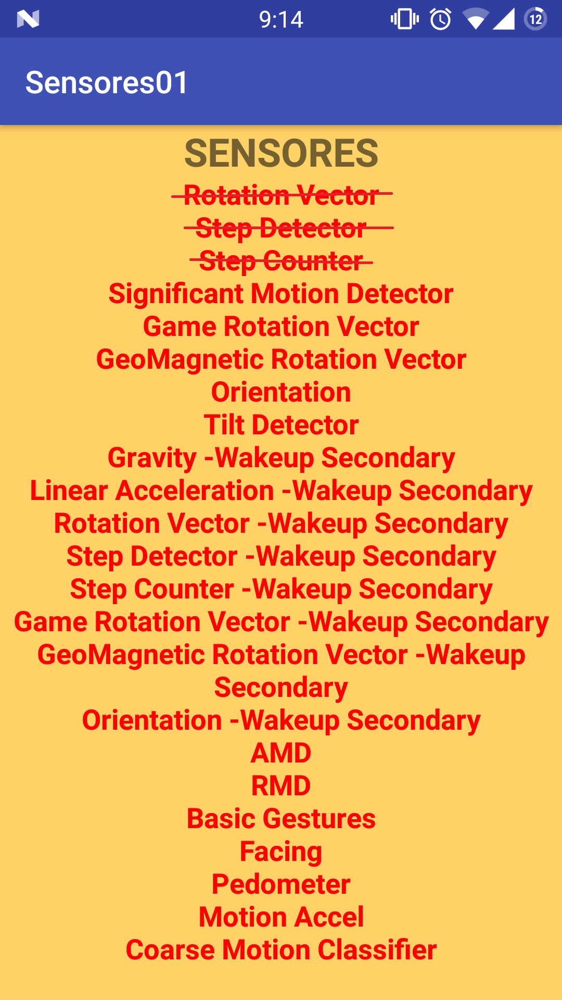 9:14
12
Sensores01
SENSORES
Rotation Vector
Step Detector
Step Counter
Significant Motion Detector
Game Rotation Vector
GeoMagnetic Rotation Vector
Orientation
Tilt Detector
Gravity -Wakeup Secondary
Linear Acceleration -Wakeup Secondary
Rotation Vector -Wakeup Secondary
Step Detector -Wakeup Secondary
Step Counter -Wakeup Secondary
Game Rotation Vector -Wakeup Secondary
GeoMagnetic Rotation Vector -Wakeup
Secondary
Orientation -Wakeup Secondary
AMD
RMD
Basic Gestures
Facing
Pedometer
Motion Accel
Coarse Motion Classifier